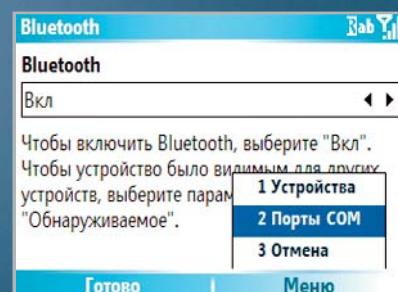 Bluetooth
ab
Bluetooth
Вкл
Чтобы включить Bluetooth, выберите "Вкл".
Чтобы устройство было видимым для других
устройств, выберите парам
"Обнаруживаемое".
1 Устройства
2 Порты COM
3 Отмена
Готово
Меню